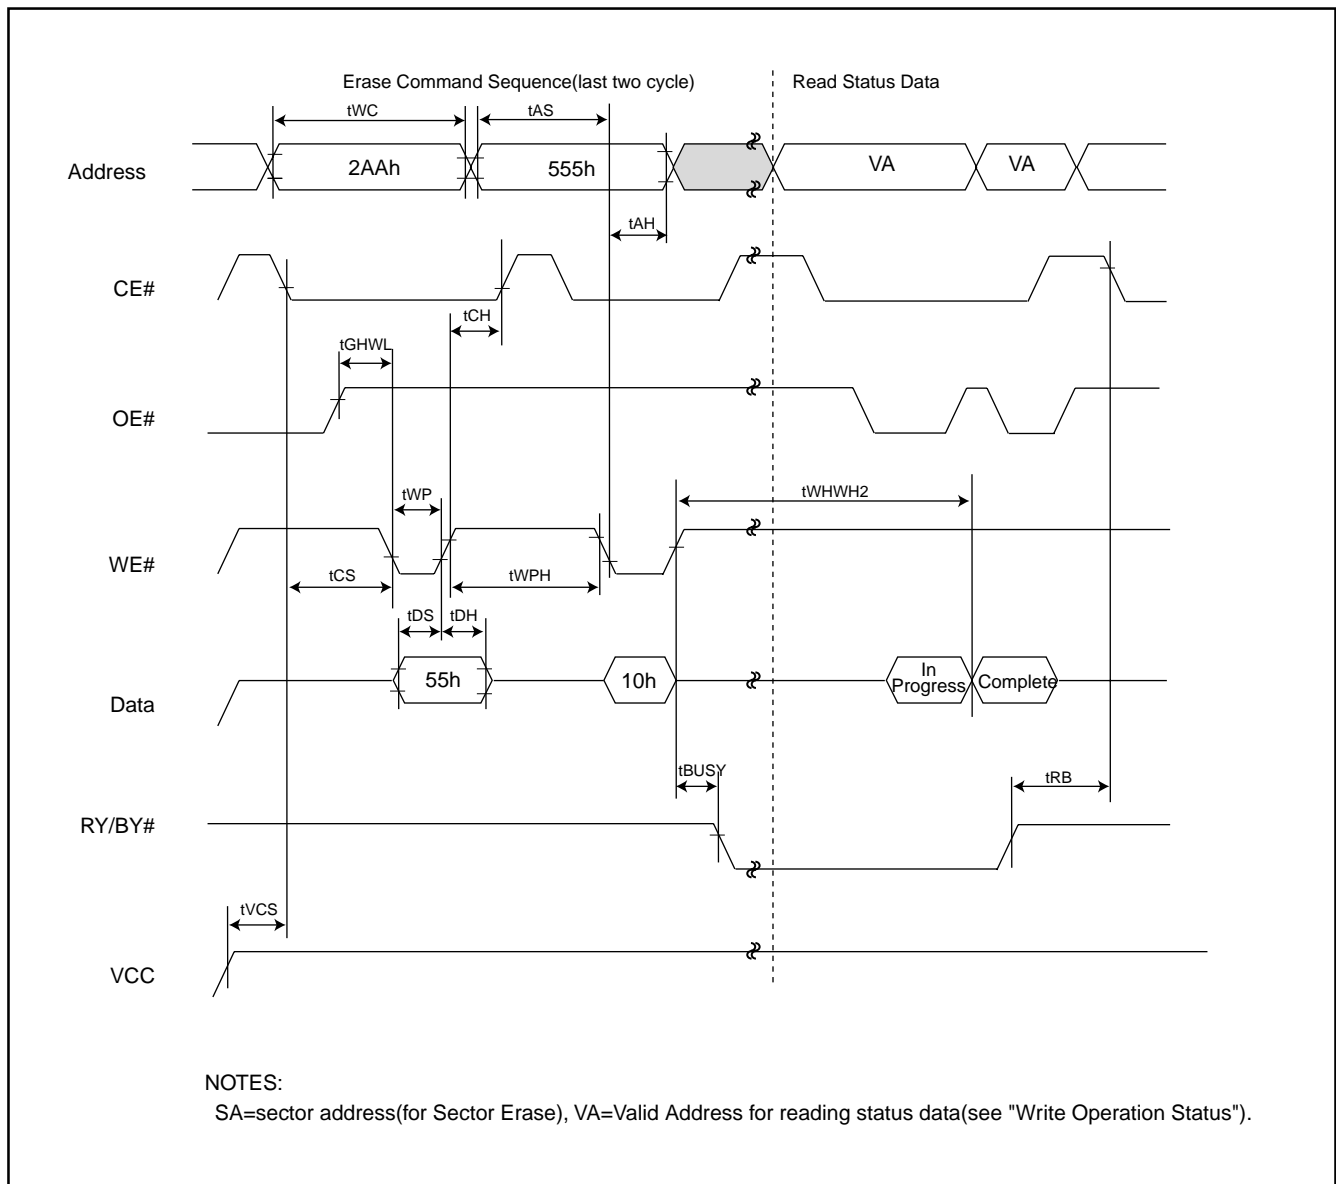 Erase Command Sequence(last two cycle)
Read Status Data
tWC
tAS
Address
2AAh
555h
VA
VA
tAH
CE#
tCH
tGHWL
OE#
tWHWH2
tWP
WE#
tCS
tWPH
tDS
tDH
Data
55h
10h
In
Progress
Complete
tBUSY
tRB
RY/BY#
tVCS
VCC
NOTES:
SA=sector address(for Sector Erase), VA=Valid Address for reading status data(see "Write Operation Status").